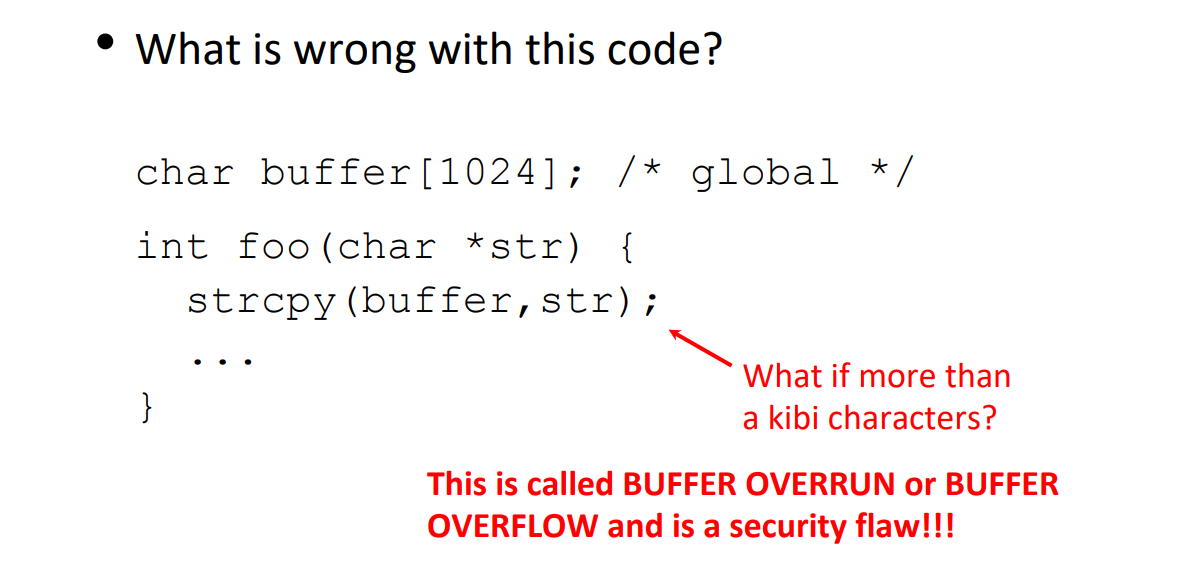 • What is wrong with this code?
char buffer[1024]; /* global */
int foo(char *str) {
strcpy(buffer,str);
...
}
What if more than
a kibi characters?
This is called BUFFER OVERRUN or BUFFER
OVERFLOW and is a security flaw!!!